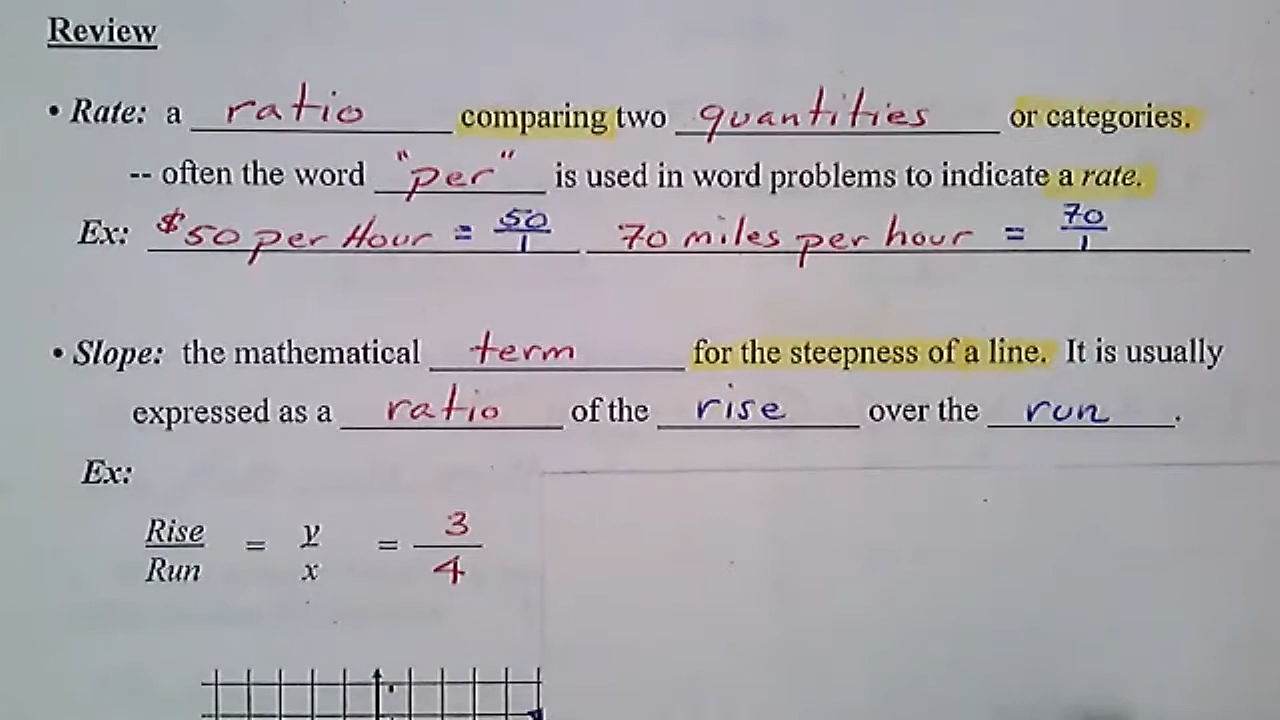 Review
• Rate: a ratio comparing two quantities or categories.
-- often the word "per" is used in word problems to indicate a rate.
Ex: $50 per Hour = 50/1 70 miles per hour = 70/1
• Slope: the mathematical term for the steepness of a line. It is usually
expressed as a ratio of the rise over the run.
Ex:
Rise/Run = y/x = 3/4